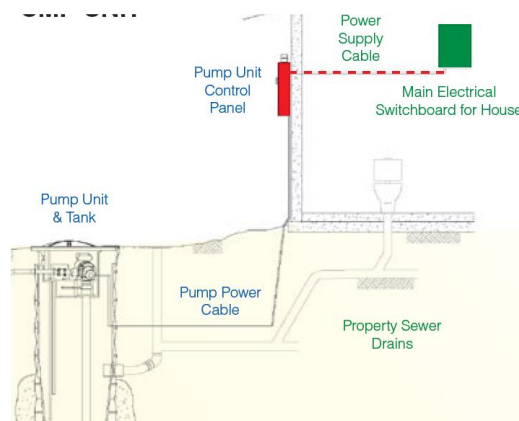 Power
Supply
Cable
Pump Unit
Control
Panel
Main Electrical
Switchboard for House
Pump Unit
& Tank
Pump Power
Cable
Property Sewer
Drains